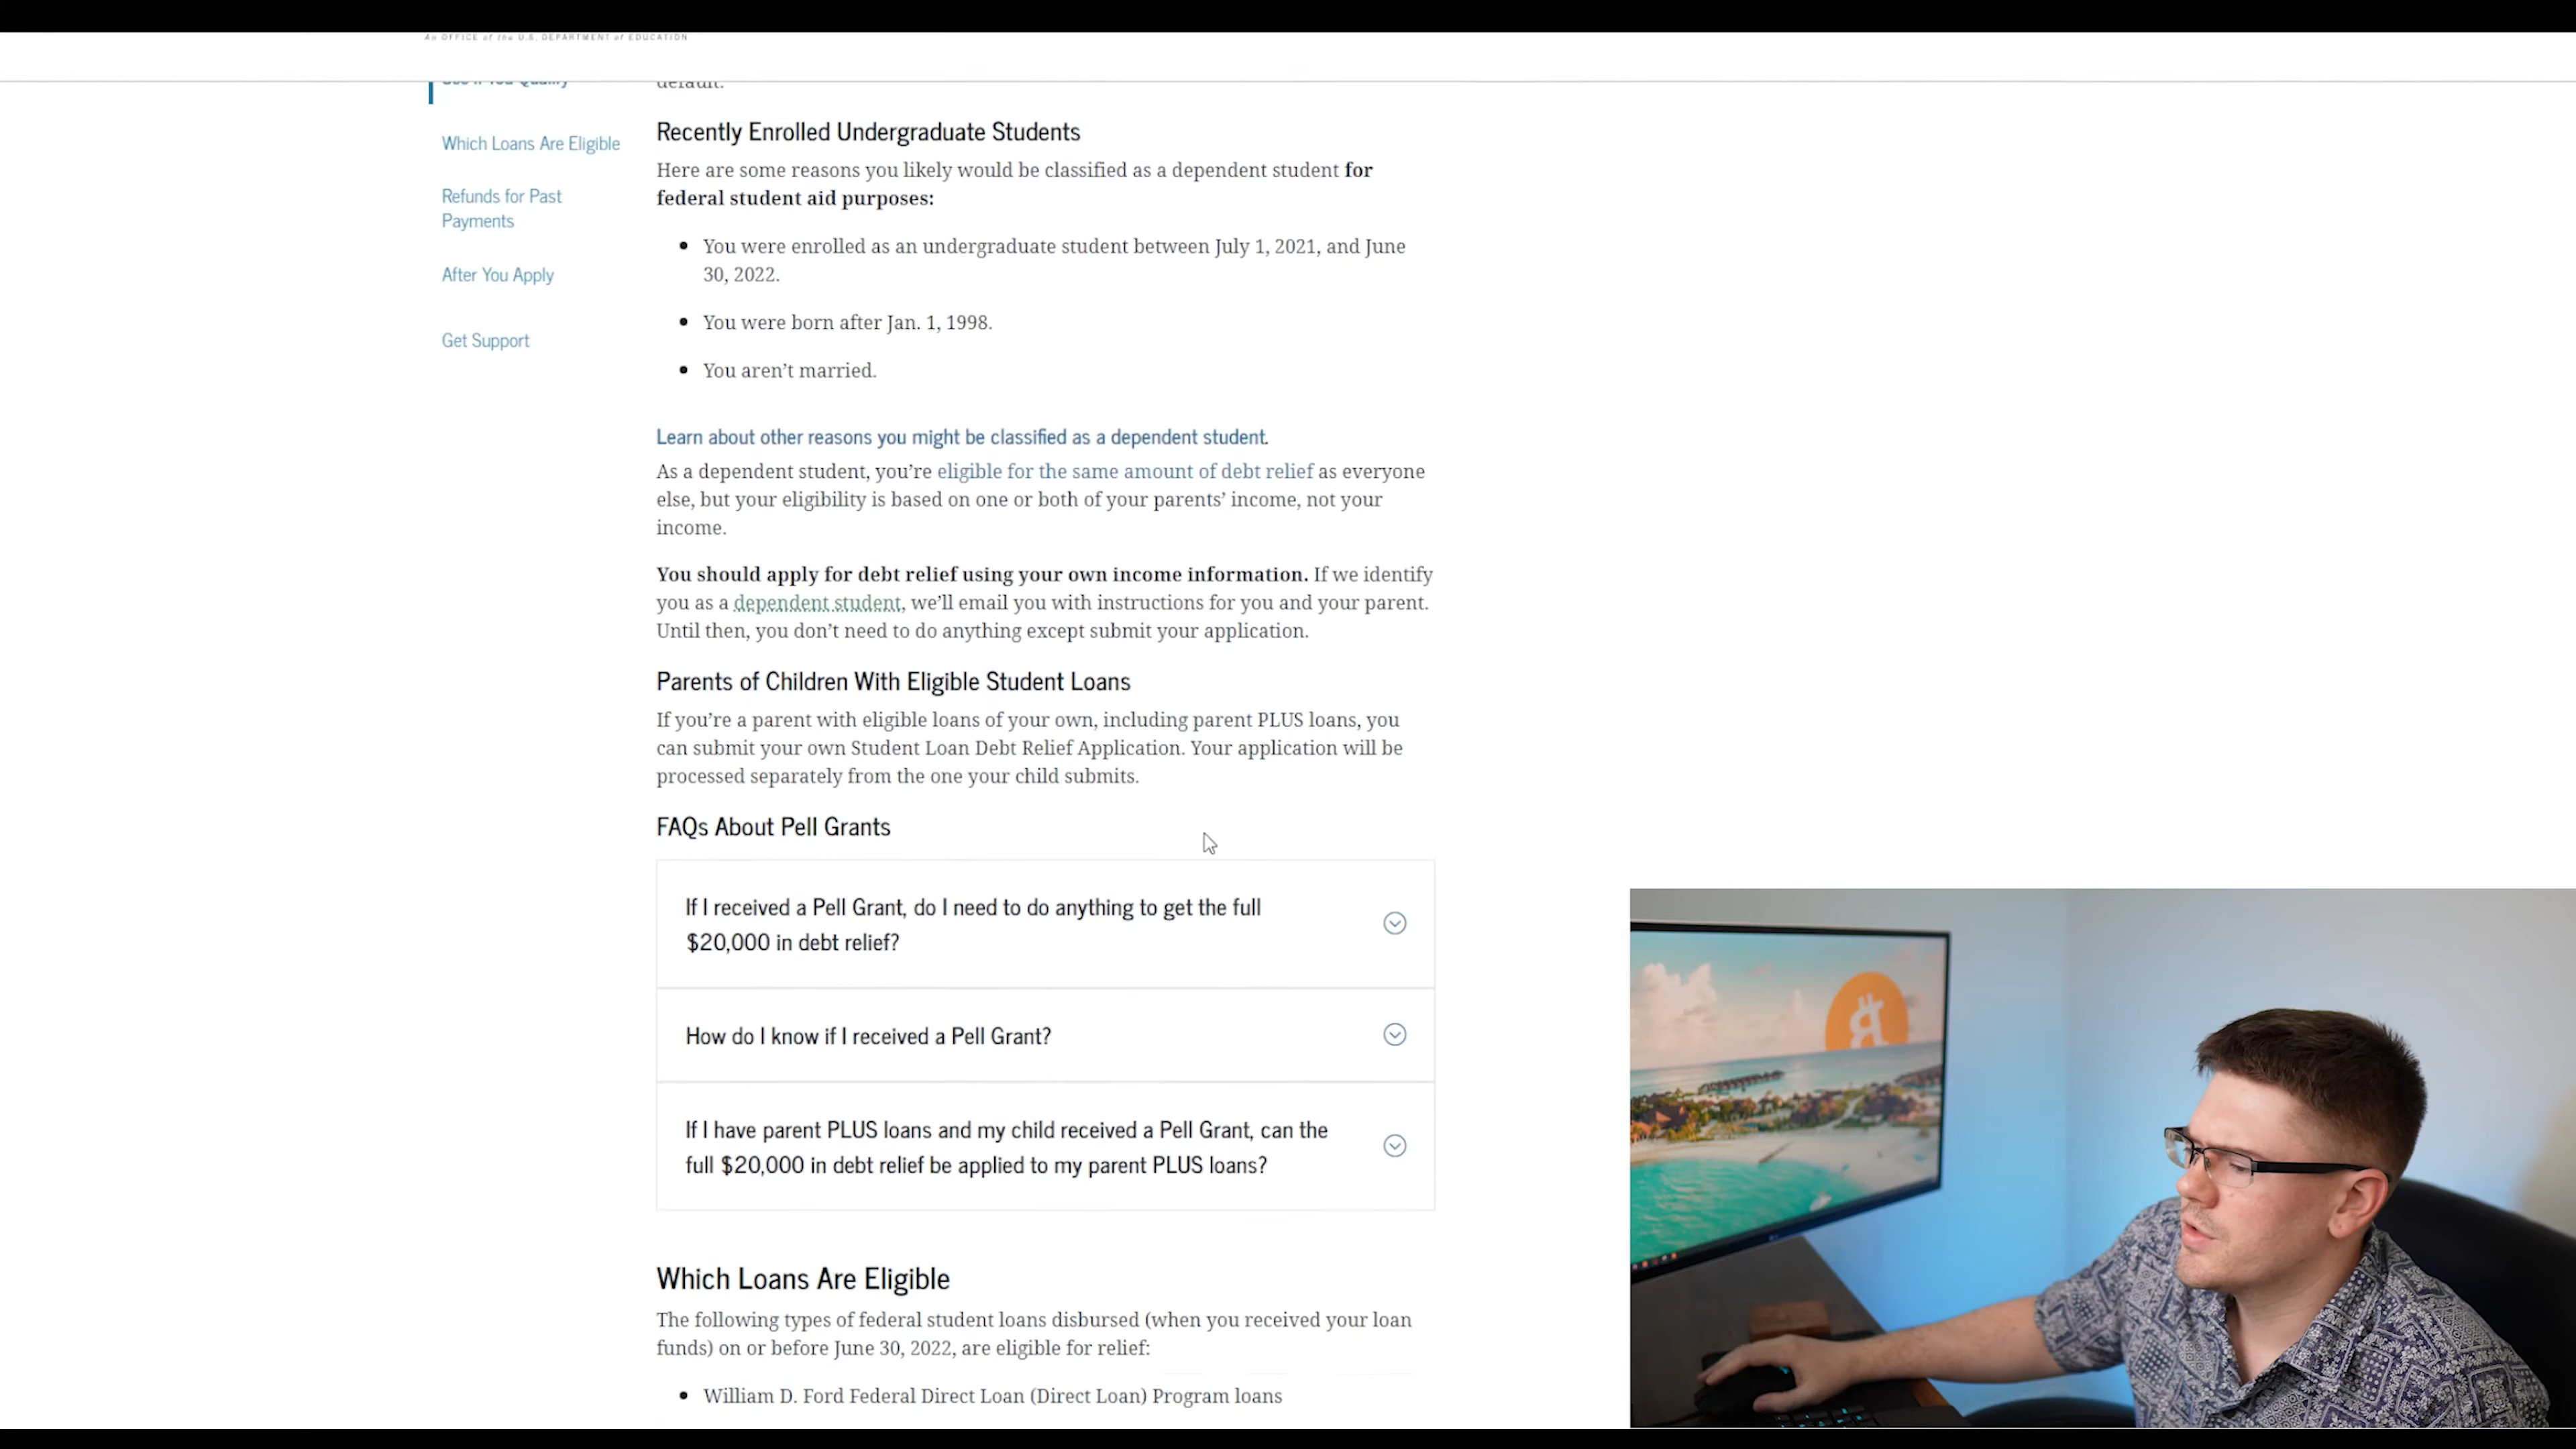 An OFFICE of the U.S. DEPARTMENT of EDUCATION
See if You Qualify
default.
Which Loans Are Eligible
Refunds for Past
Payments
After You Apply
Get Support
Recently Enrolled Undergraduate Students
Here are some reasons you likely would be classified as a dependent student for
federal student aid purposes:
You were enrolled as an undergraduate student between July 1, 2021, and June
30, 2022.
You were born after Jan. 1, 1998.
You aren’t married.
Learn about other reasons you might be classified as a dependent student.
As a dependent student, you’re eligible for the same amount of debt relief as everyone
else, but your eligibility is based on one or both of your parents’ income, not your
income.
You should apply for debt relief using your own income information. If we identify
you as a dependent student, we’ll email you with instructions for you and your parent.
Until then, you don’t need to do anything except submit your application.
Parents of Children With Eligible Student Loans
If you’re a parent with eligible loans of your own, including parent PLUS loans, you
can submit your own Student Loan Debt Relief Application. Your application will be
processed separately from the one your child submits.
FAQs About Pell Grants
If I received a Pell Grant, do I need to do anything to get the full
$20,000 in debt relief?
How do I know if I received a Pell Grant?
If I have parent PLUS loans and my child received a Pell Grant, can the
full $20,000 in debt relief be applied to my parent PLUS loans?
Which Loans Are Eligible
The following types of federal student loans disbursed (when you received your loan
funds) on or before June 30, 2022, are eligible for relief:
William D. Ford Federal Direct Loan (Direct Loan) Program loans